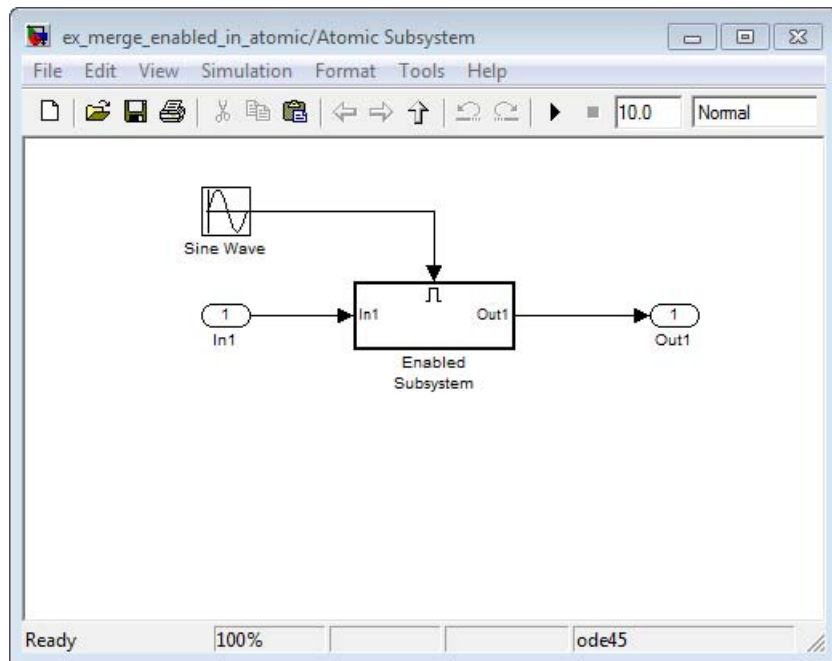 ex_merge_enabled_in_atomic/Atomic Subsystem
File Edit View Simulation Format Tools Help
10.0 Normal
Sine Wave
1
In1
In1 Out1
Enabled
Subsystem
1
Out1
Ready 100% ode45